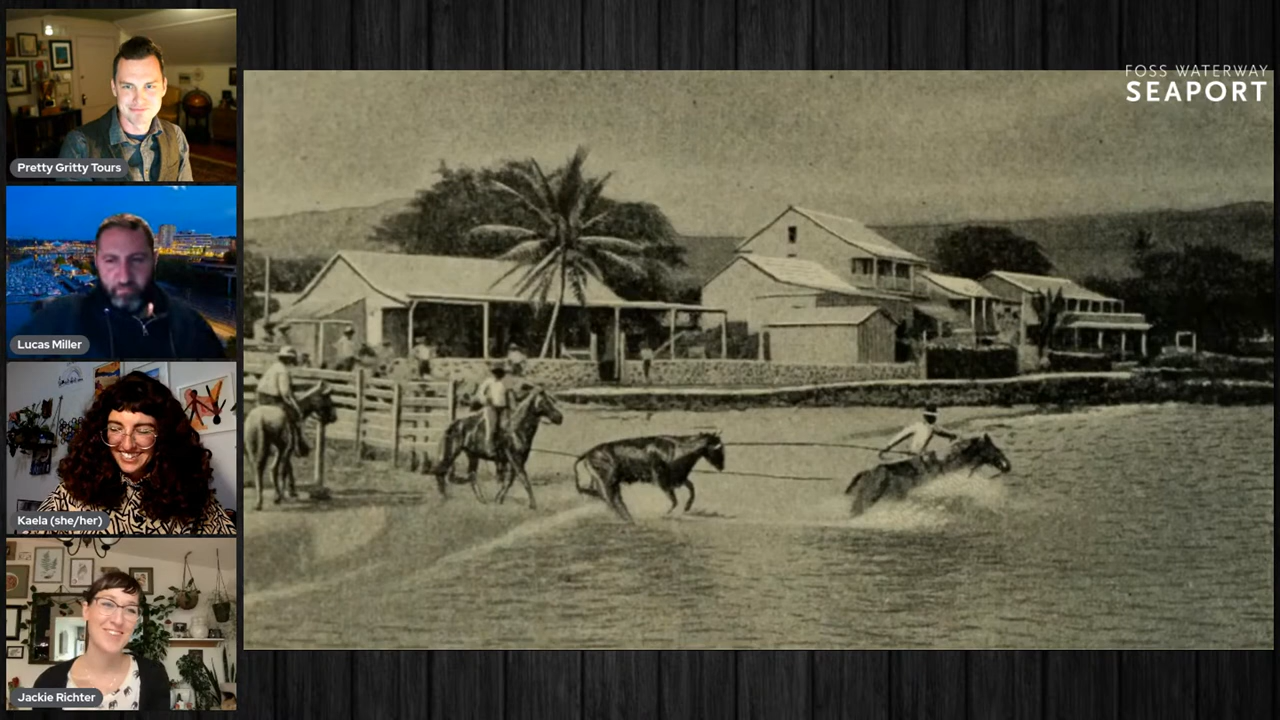 FOSS WATERWAY
SEAPORT
Pretty Gritty Tours
Lucas Miller
Kaela (she/her)
Jackie Richter